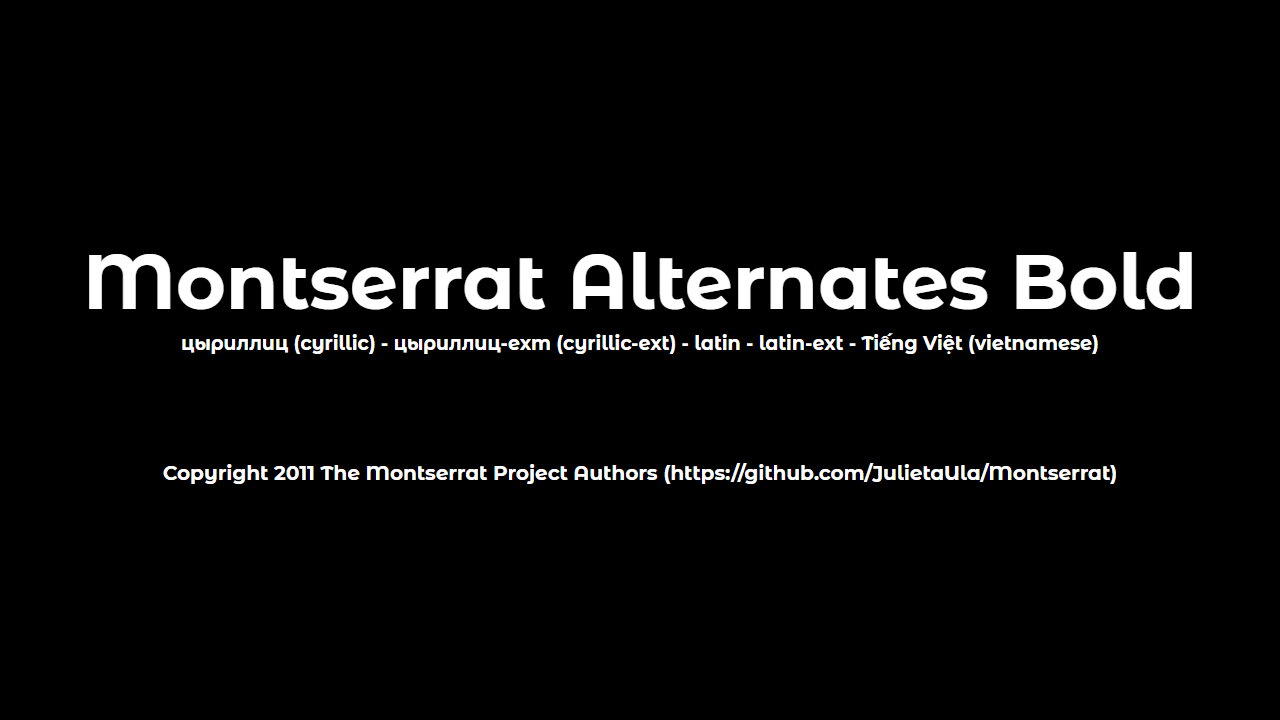 Montserrat Alternates Bold
цыриллиц (cyrillic) - цыриллиц-ехт (cyrillic-ext) - latin - latin-ext - Tiếng Việt (vietnamese)
Copyright 2011 The Montserrat Project Authors (https://github.com/JulietaUla/Montserrat)